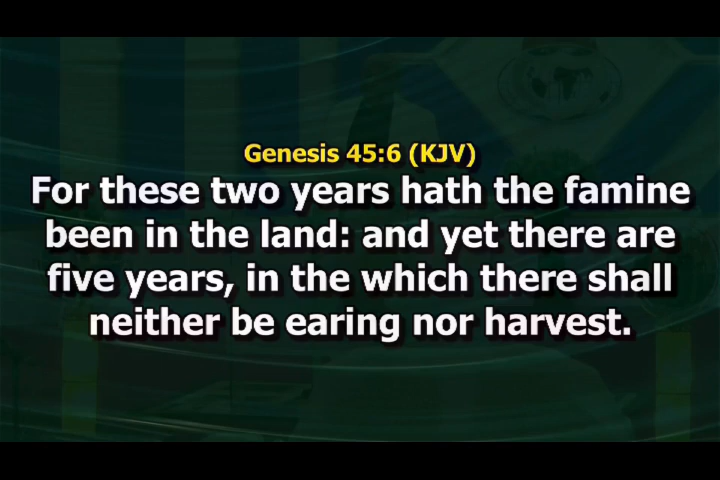 Genesis 45:6 (KJV)
For these two years hath the famine
been in the land: and yet there are
five years, in the which there shall
neither be earing nor harvest.